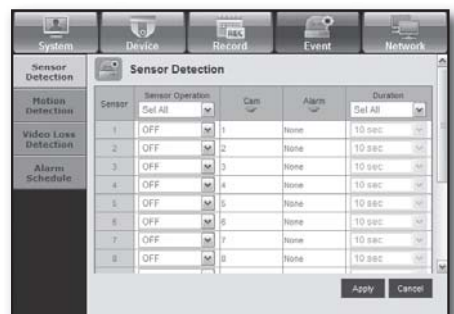 REC
System Device Record Event Network
Sensor Detection
Motion Detection
Video Loss Detection
Alarm Schedule
Sensor Detection
Sensor Sensor Operation Cam Alarm Duration
Sel All Sel All
1 OFF 1 None 10 sec
2 OFF 2 None 10 sec
3 OFF 3 None 10 sec
4 OFF 4 None 10 sec
5 OFF 5 None 10 sec
6 OFF 6 None 10 sec
7 OFF 7 None 10 sec
8 OFF 8 None 10 sec
Apply Cancel